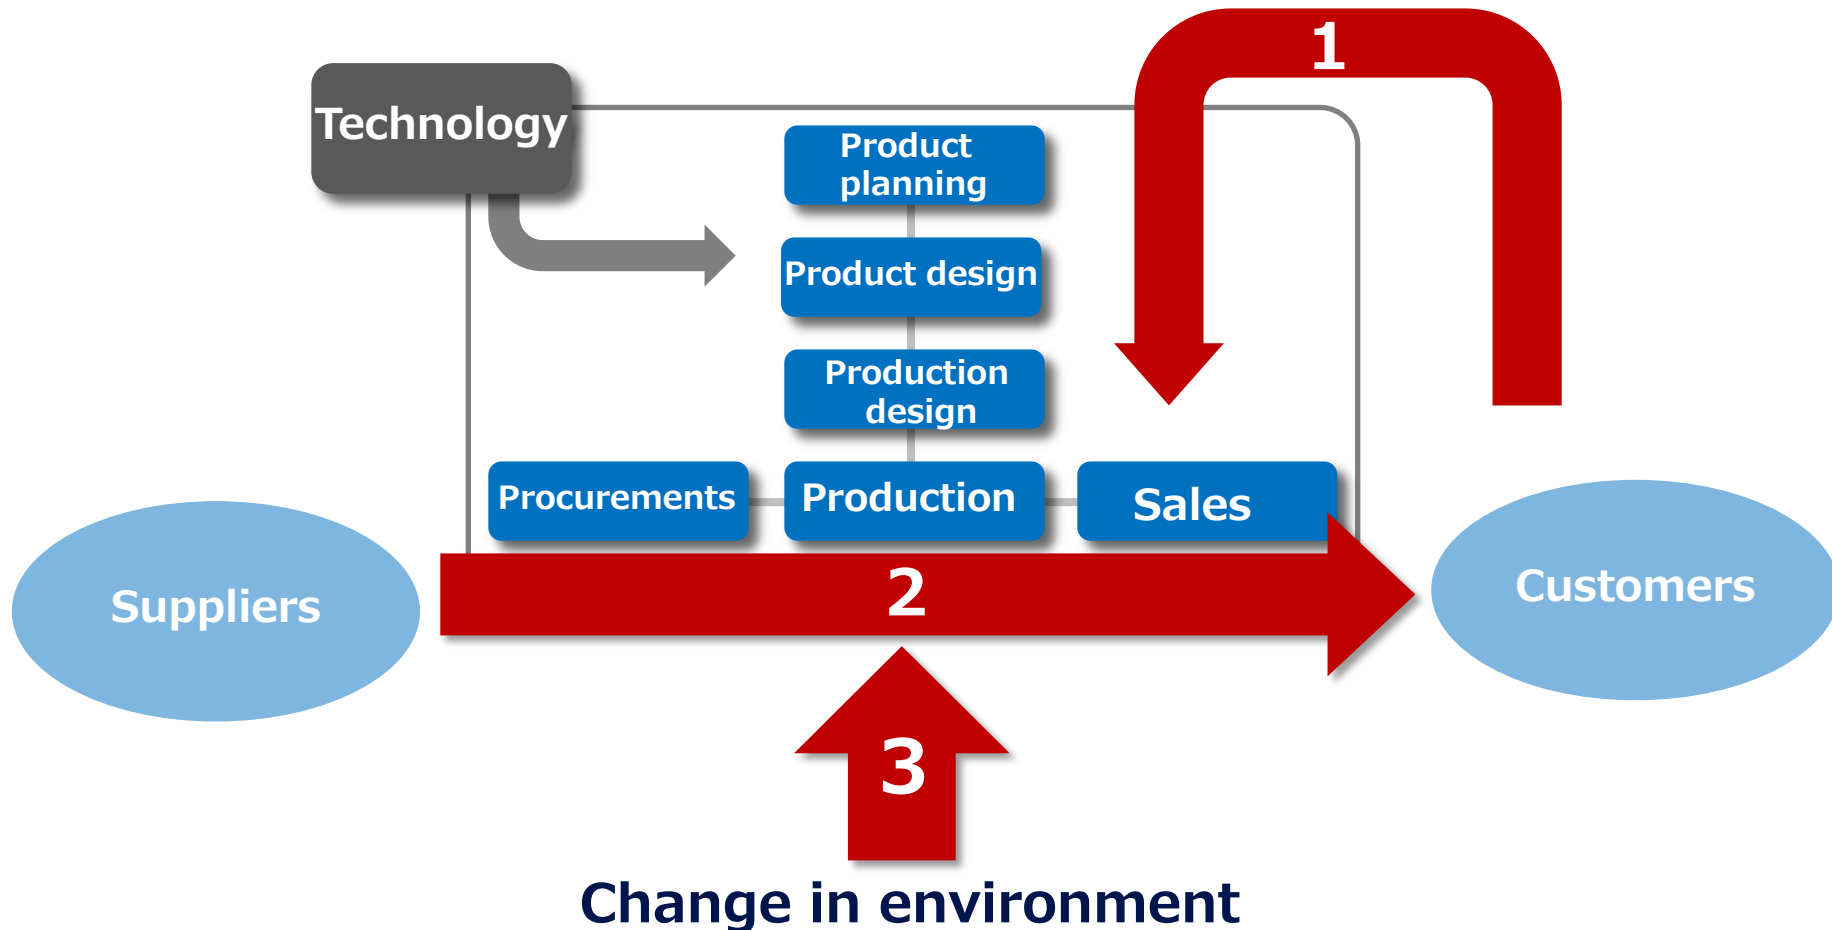 1
Technology
Product
planning
Product design
Production
design
Procurements
Production
Sales
Suppliers
2
Customers
3
Change in environment